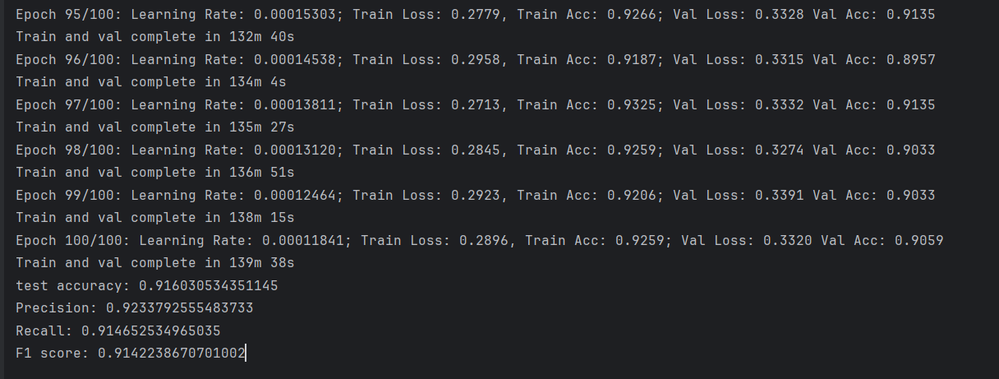 Epoch 95/100: Learning Rate: 0.00015303; Train Loss: 0.2779, Train Acc: 0.9266; Val Loss: 0.3328 Val Acc: 0.9135
Train and val complete in 132m 40s
Epoch 96/100: Learning Rate: 0.00014538; Train Loss: 0.2958, Train Acc: 0.9187; Val Loss: 0.3315 Val Acc: 0.8957
Train and val complete in 134m 4s
Epoch 97/100: Learning Rate: 0.00013811; Train Loss: 0.2713, Train Acc: 0.9325; Val Loss: 0.3332 Val Acc: 0.9135
Train and val complete in 135m 27s
Epoch 98/100: Learning Rate: 0.00013120; Train Loss: 0.2845, Train Acc: 0.9259; Val Loss: 0.3274 Val Acc: 0.9033
Train and val complete in 136m 51s
Epoch 99/100: Learning Rate: 0.00012464; Train Loss: 0.2923, Train Acc: 0.9206; Val Loss: 0.3391 Val Acc: 0.9033
Train and val complete in 138m 15s
Epoch 100/100: Learning Rate: 0.00011841; Train Loss: 0.2896, Train Acc: 0.9259; Val Loss: 0.3320 Val Acc: 0.9059
Train and val complete in 139m 38s
test accuracy: 0.916030534351145
Precision: 0.9233792555483733
Recall: 0.914652534965035
F1 score: 0.9142238670701002